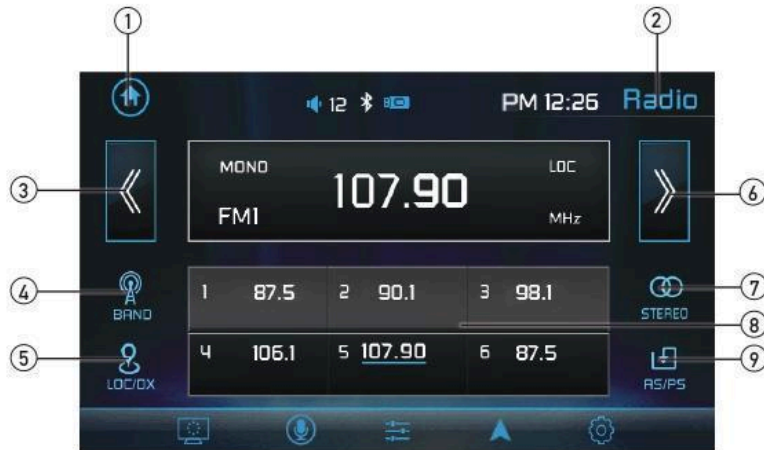 1
2
12 PM 12:26 Radio
3
MONO 107.90 LOC
FM1 MHz
6
4
BAND
1 87.5 2 90.1 3 98.1
7
STEREO
8
5
LOC/DX
4 106.1 5 107.90 6 87.5
9
AS/PS